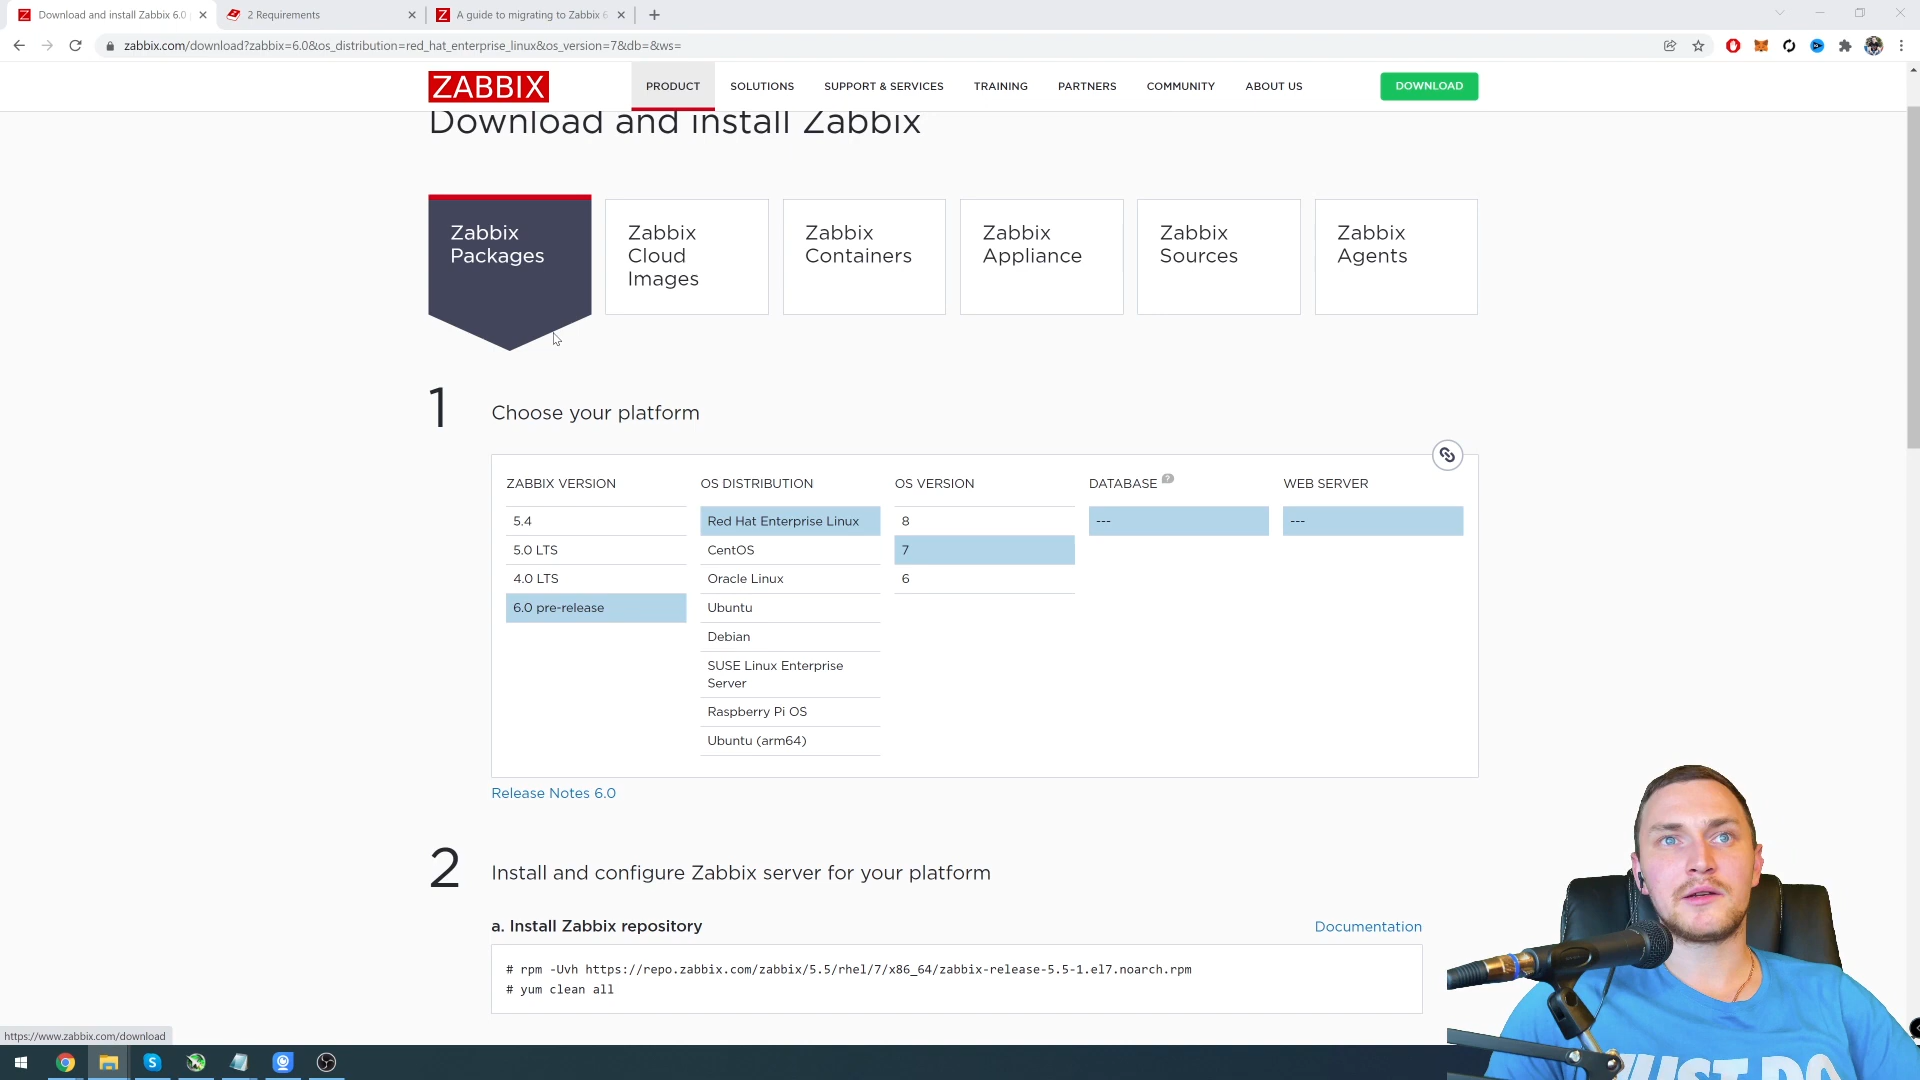 Download and install Zabbix 6.0
2 Requirements
A guide to migrating to Zabbix 6
zabbix.com/download?zabbix=6.0&os_distribution=red_hat_enterprise_linux&os_version=7&db=&ws=
ZABBIX
PRODUCT
SOLUTIONS
SUPPORT & SERVICES
TRAINING
PARTNERS
COMMUNITY
ABOUT US
DOWNLOAD
Download and install Zabbix
Zabbix
Packages
Zabbix
Cloud
Images
Zabbix
Containers
Zabbix
Appliance
Zabbix
Sources
Zabbix
Agents
1
Choose your platform
ZABBIX VERSION
5.4
5.0 LTS
4.0 LTS
6.0 pre-release
OS DISTRIBUTION
Red Hat Enterprise Linux
CentOS
Oracle Linux
Ubuntu
Debian
SUSE Linux Enterprise
Server
Raspberry Pi OS
Ubuntu (arm64)
OS VERSION
8
7
6
DATABASE ?
---
WEB SERVER
---
Release Notes 6.0
2
Install and configure Zabbix server for your platform
a. Install Zabbix repository
Documentation
# rpm -Uvh https://repo.zabbix.com/zabbix/5.5/rhel/7/x86_64/zabbix-release-5.5-1.el7.noarch.rpm
# yum clean all
https://www.zabbix.com/download
JUST DO